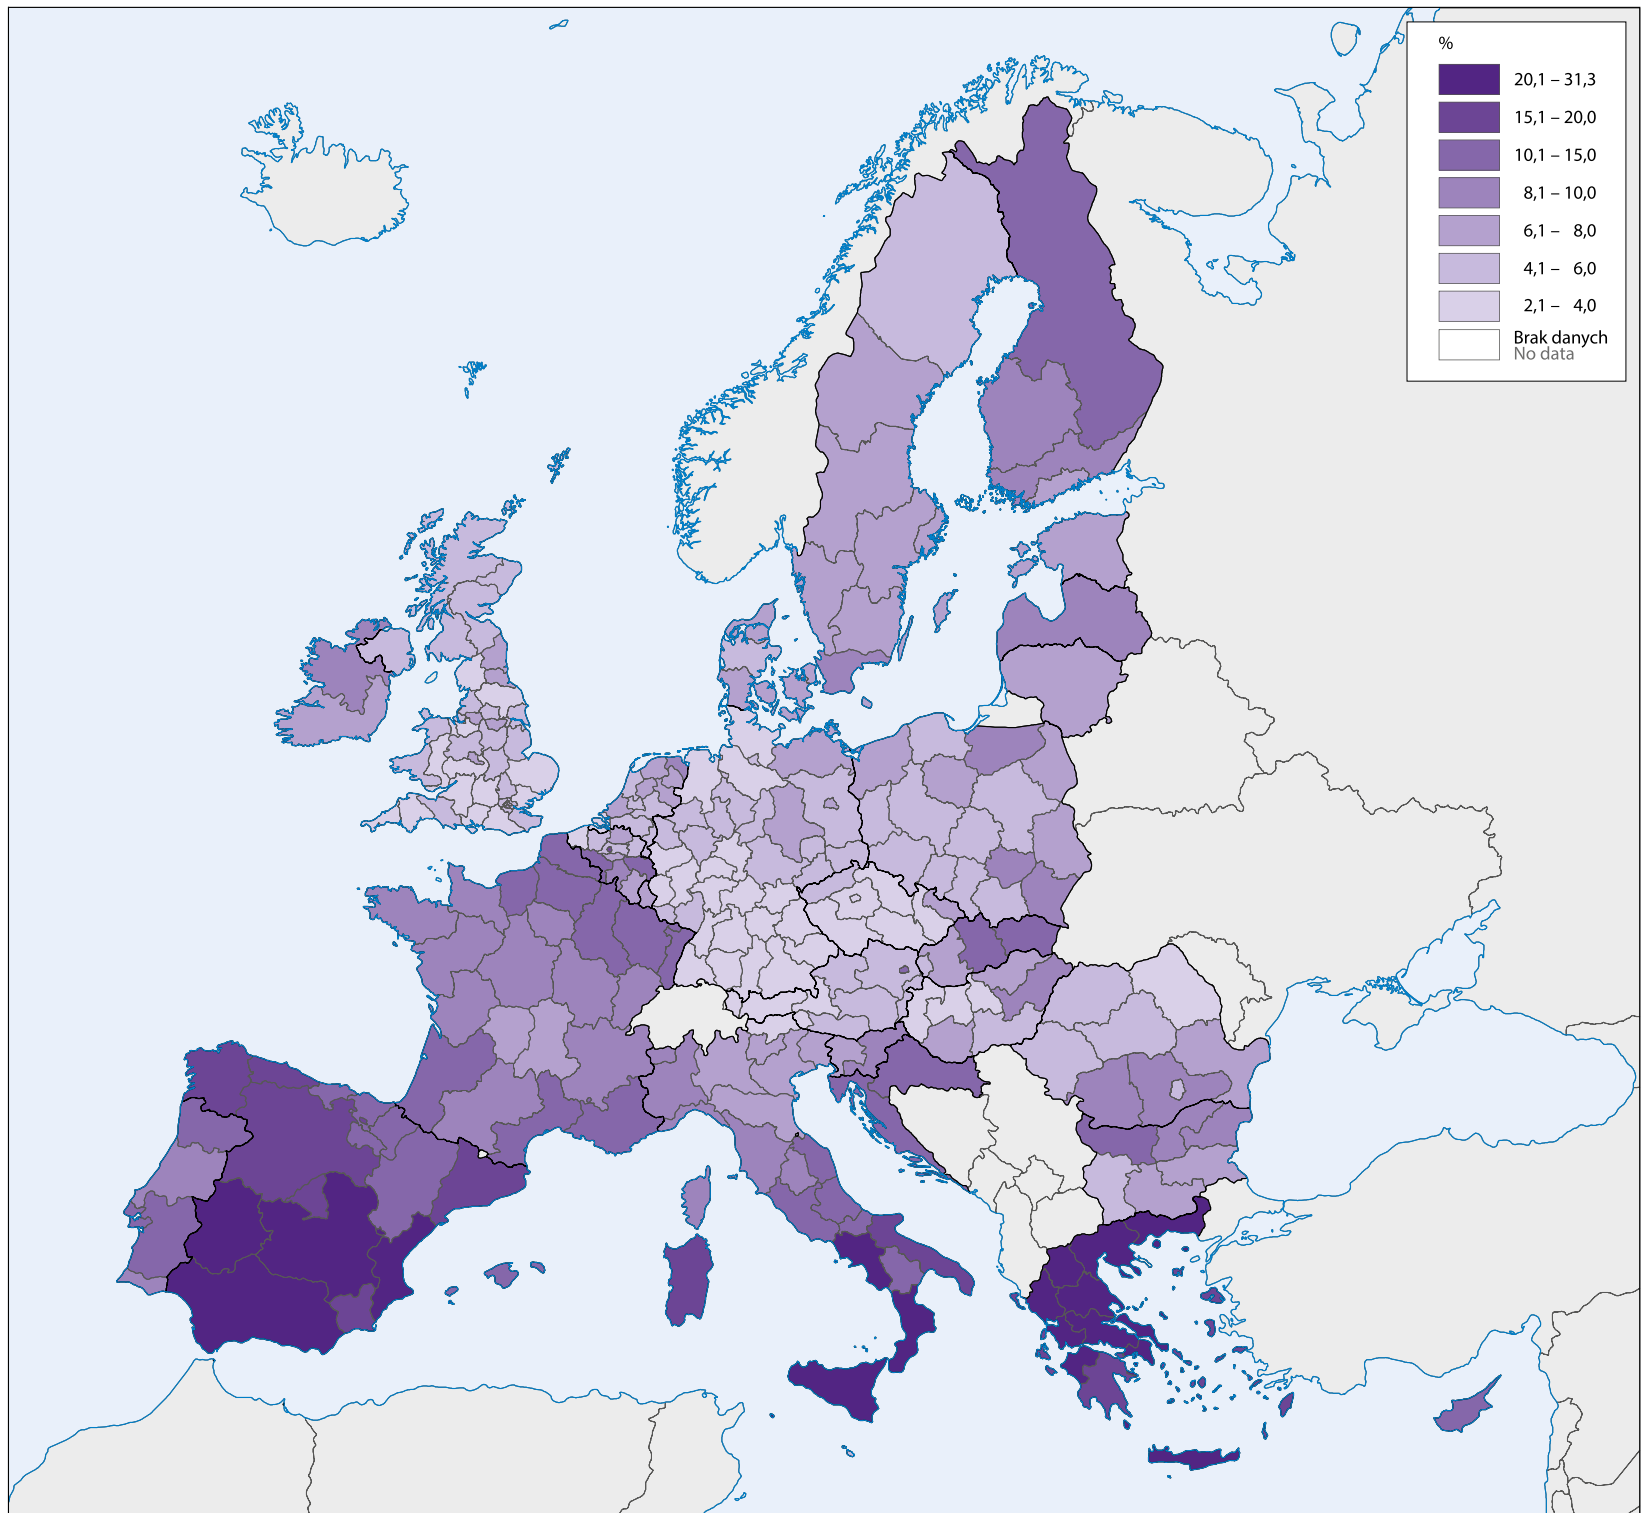 %
20,1 – 31,3
15,1 – 20,0
10,1 – 15,0
8,1 – 10,0
6,1 – 8,0
4,1 – 6,0
2,1 – 4,0
Brak danych
No data